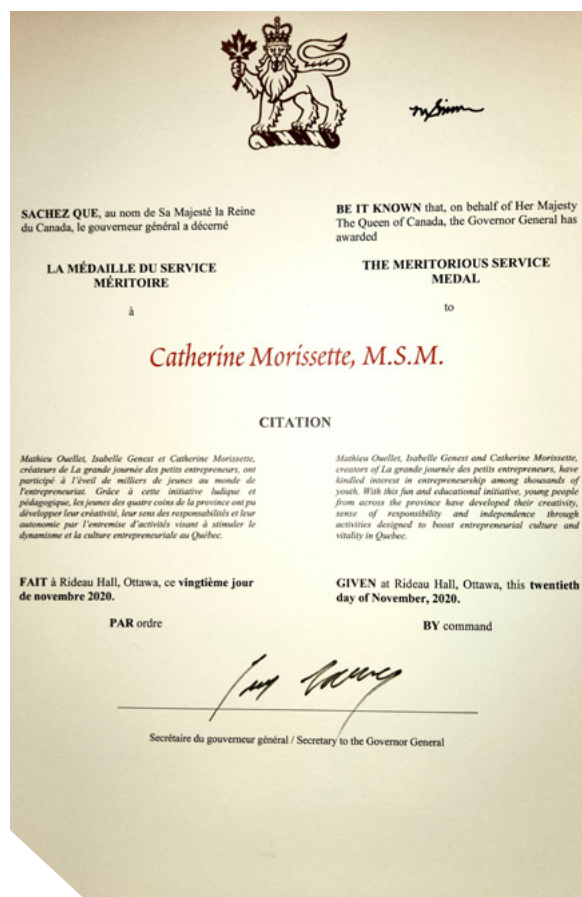 SACHEZ QUE, au nom de Sa Majesté la Reine
du Canada, le gouverneur général a décerné
LA MÉDAILLE DU SERVICE
MÉRITOIRE
à
BE IT KNOWN that, on behalf of Her Majesty
The Queen of Canada, the Governor General has
awarded
THE MERITORIOUS SERVICE
MEDAL
to
Catherine Morissette, M.S.M.
CITATION
Mathieu Ouellet, Isabelle Genest et Catherine Morissette,
créateurs de La grande journée des petits entrepreneurs, ont
participé à l'éveil de milliers de jeunes au monde de
l'entrepreneuriat. Grâce à cette initiative ludique et
pédagogique, les jeunes des quatre coins de la province ont pu
développer leur créativité, leur sens des responsabilités et leur
autonomie par l'entremise d'activités visant à stimuler le
dynamisme et la culture entrepreneuriale au Québec.
Mathieu Ouellet, Isabelle Genest and Catherine Morissette,
creators of La grande journée des petits entrepreneurs, have
kindled interest in entrepreneurship among thousands of
youth. With this fun and educational initiative, young people
from across the province have developed their creativity,
sense of responsibility and independence through
activities designed to boost entrepreneurial culture and
vitality in Quebec.
FAIT à Rideau Hall, Ottawa, ce vingtième jour
de novembre 2020.
PAR ordre
GIVEN at Rideau Hall, Ottawa, this twentieth
day of November, 2020.
BY command
Secrétaire du gouverneur général / Secretary to the Governor General